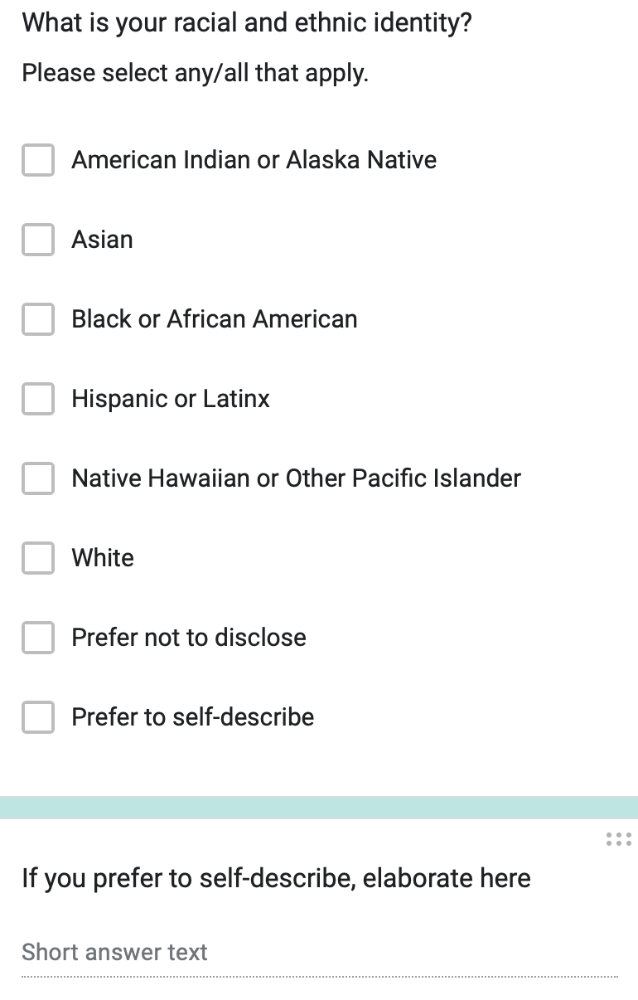 What is your racial and ethnic identity?
Please select any/all that apply.
American Indian or Alaska Native
Asian
Black or African American
Hispanic or Latinx
Native Hawaiian or Other Pacific Islander
White
Prefer not to disclose
Prefer to self-describe
If you prefer to self-describe, elaborate here
Short answer text